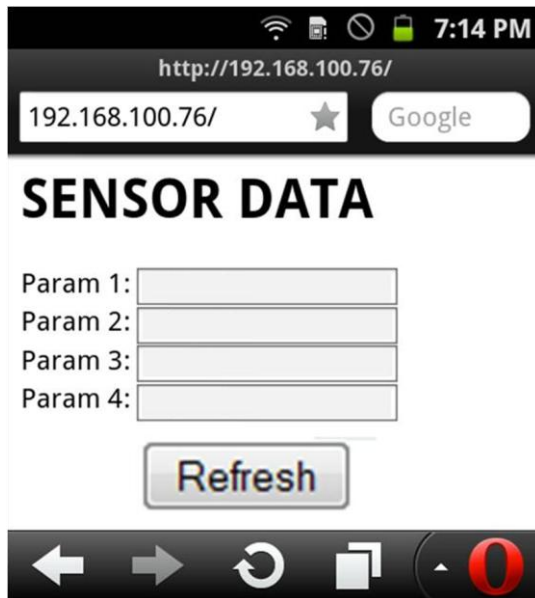 7:14 PM
http://192.168.100.76/
192.168.100.76/ Google
SENSOR DATA
Param 1:
Param 2:
Param 3:
Param 4:
Refresh